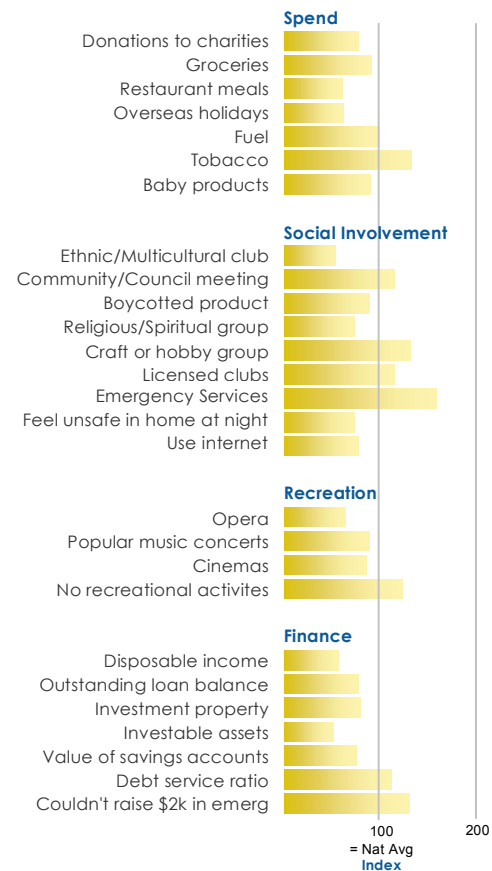 Spend
Donations to charities
Groceries
Restaurant meals
Overseas holidays
Fuel
Tobacco
Baby products
Social Involvement
Ethnic/Multicultural club
Community/Council meeting
Boycotted product
Religious/Spiritual group
Craft or hobby group
Licensed clubs
Emergency Services
Feel unsafe in home at night
Use internet
Recreation
Opera
Popular music concerts
Cinemas
No recreational activites
Finance
Disposable income
Outstanding loan balance
Investment property
Investable assets
Value of savings accounts
Debt service ratio
Couldn't raise $2k in emerg
100 200
= Nat Avg
Index